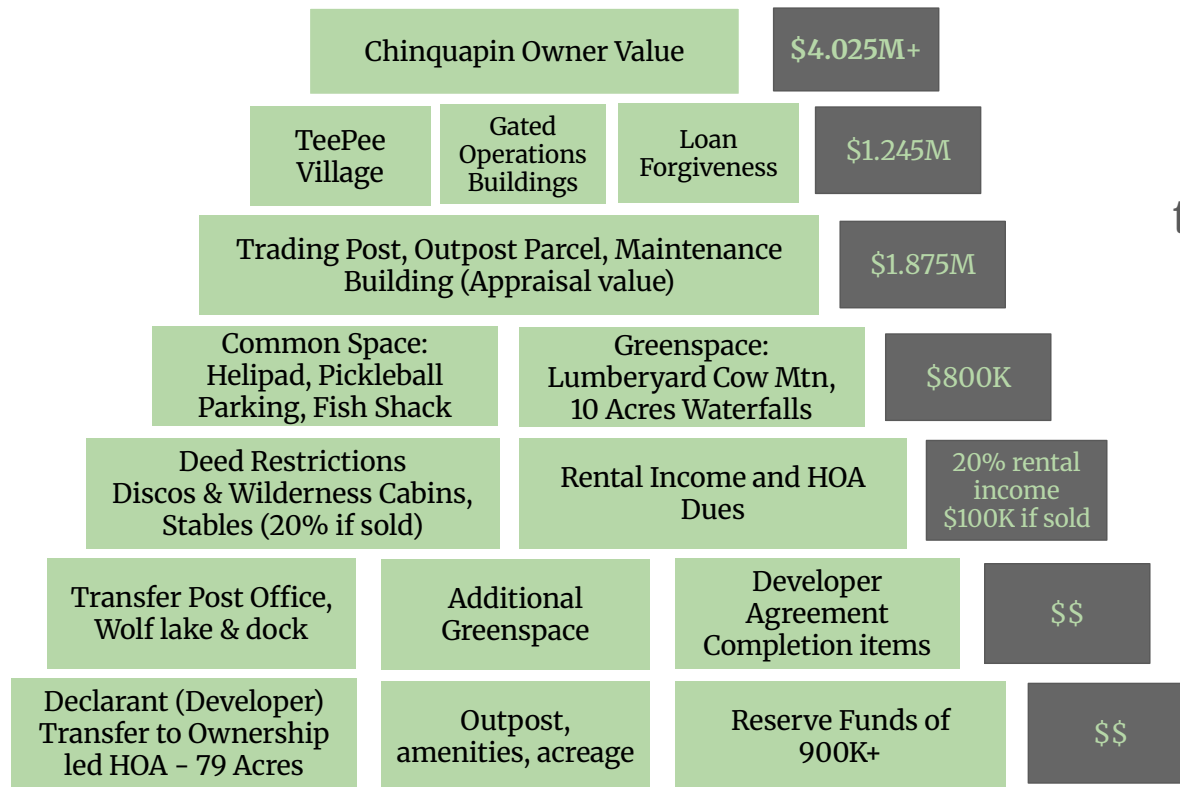 Chinquapin Owner Value
$4.025M+
TeePee
Village
Gated
Operations
Buildings
Loan
Forgiveness
$1.245M
t
Trading Post, Outpost Parcel, Maintenance
Building (Appraisal value)
$1.875M
Common Space:
Helipad, Pickleball
Parking, Fish Shack
Greenspace:
Lumberyard Cow Mtn,
10 Acres Waterfalls
$800K
Deed Restrictions
Discos & Wilderness Cabins,
Stables (20% if sold)
Rental Income and HOA
Dues
20% rental
income
$100K if sold
Transfer Post Office,
Wolf lake & dock
Additional
Greenspace
Developer
Agreement
Completion items
$$
Declarant (Developer)
Transfer to Ownership
led HOA - 79 Acres
Outpost,
amenities, acreage
Reserve Funds of
900K+
$$